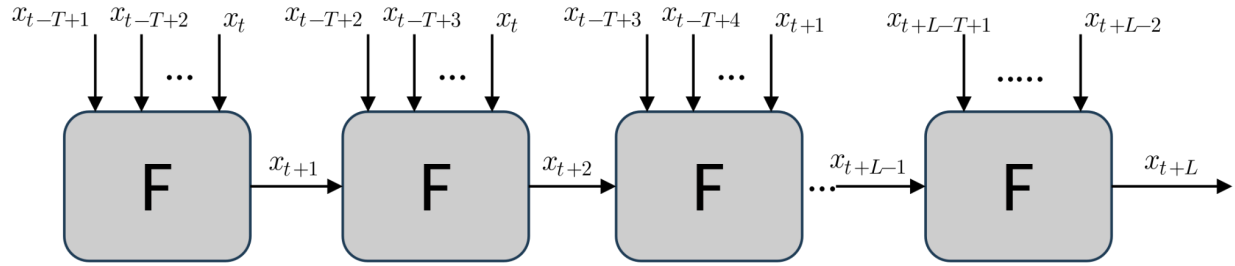 x_{t−T+1} x_{t−T+2} x_t x_{t−T+2} x_{t−T+3} x_t x_{t−T+3} x_{t−T+4} x_{t+1} x_{t+L−T+1} x_{t+L−2}
... ... ... .....
F x_{t+1} F x_{t+2} F ... x_{t+L−1} F x_{t+L}